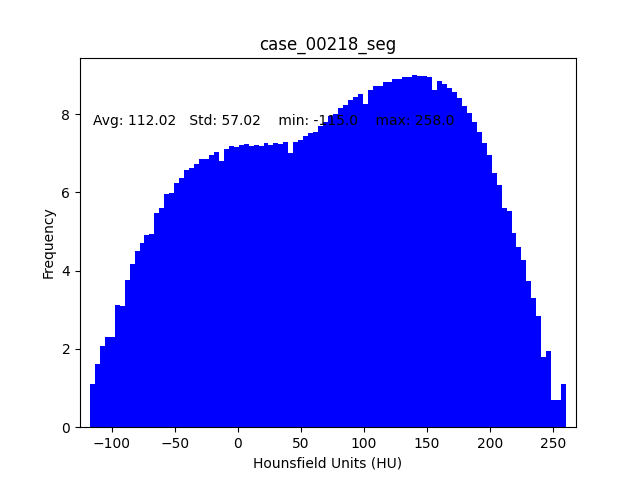 case_00218_seg
Avg: 112.02 Std: 57.02 min: -115.0 max: 258.0
8
6
4
2
0
Frequency
−100 −50 0 50 100 150 200 250
Hounsfield Units (HU)